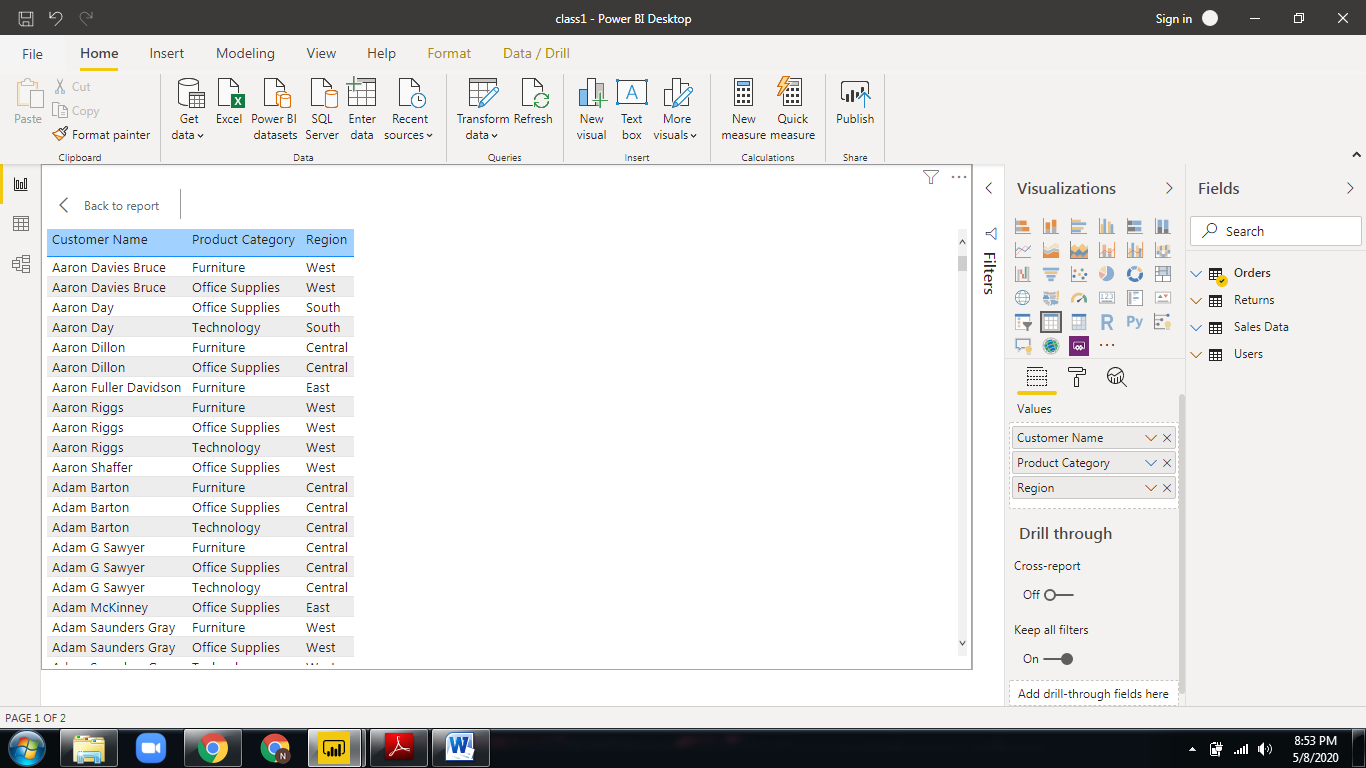 class1 - Power BI Desktop
Sign in
File Home Insert Modeling View Help Format Data / Drill
Paste
Cut
Copy
Format painter
Clipboard
Get data
Excel
Power BI datasets
SQL Server
Enter data
Recent sources
Data
Transform data
Refresh
Queries
New visual
Text box
More visuals
Insert
New measure
Quick measure
Calculations
Publish
Share
Back to report
Customer Name Product Category Region
Aaron Davies Bruce Furniture West
Aaron Davies Bruce Office Supplies West
Aaron Day Office Supplies South
Aaron Day Technology South
Aaron Dillon Furniture Central
Aaron Dillon Office Supplies Central
Aaron Fuller Davidson Furniture East
Aaron Riggs Furniture West
Aaron Riggs Office Supplies West
Aaron Riggs Technology West
Aaron Shaffer Office Supplies West
Adam Barton Furniture Central
Adam Barton Office Supplies Central
Adam Barton Technology Central
Adam G Sawyer Furniture Central
Adam G Sawyer Office Supplies Central
Adam G Sawyer Technology Central
Adam McKinney Office Supplies East
Adam Saunders Gray Furniture West
Adam Saunders Gray Office Supplies West
Filters
Visualizations
R Py
123
Values
Customer Name
Product Category
Region
Drill through
Cross-report
Off
Keep all filters
On
Add drill-through fields here
Fields
Search
Orders
Returns
Sales Data
Users
PAGE 1 OF 2
N
W
8:53 PM
5/8/2020